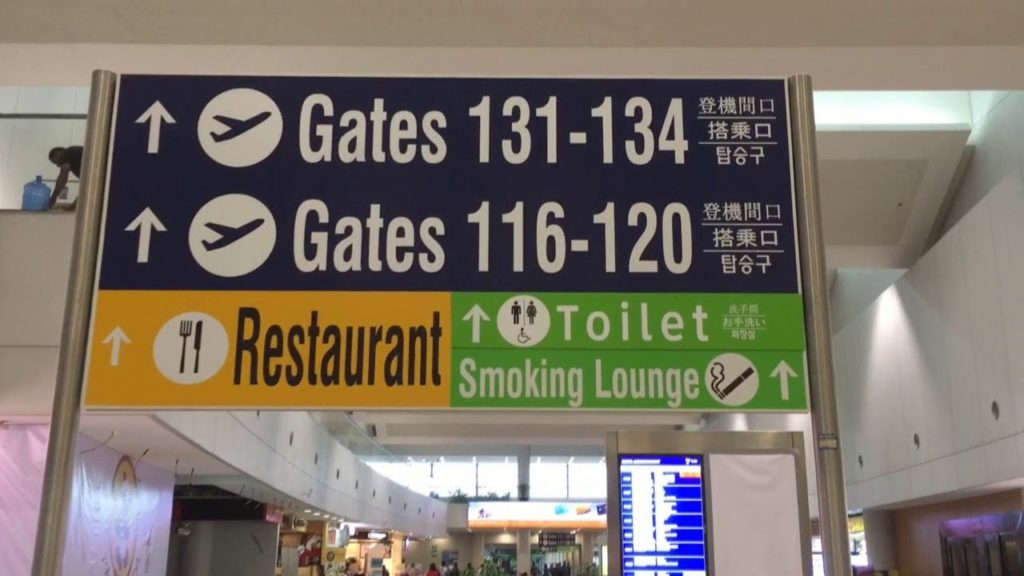 Gates 131-134
登機間口
搭乗口
탑승구
Gates 116-120
登機間口
搭乗口
탑승구
Restaurant
Toilet
洗手間
お手洗い
화장실
Smoking Lounge